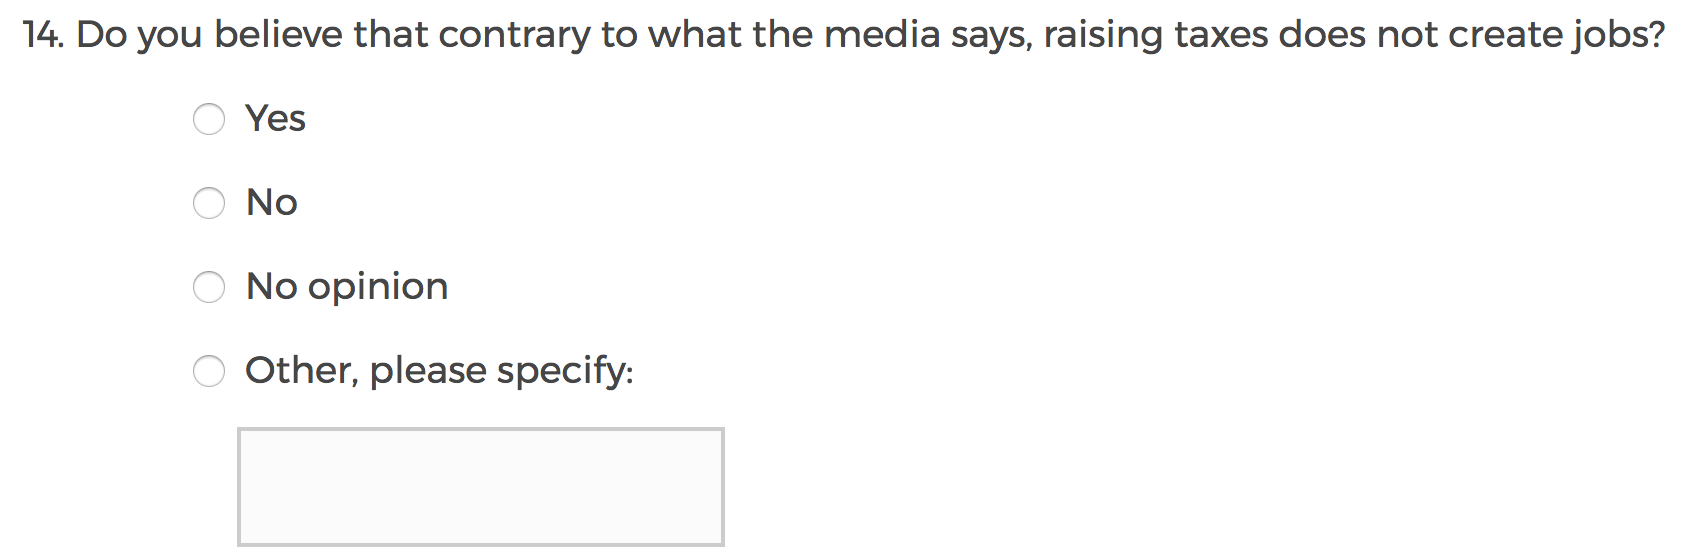 14. Do you believe that contrary to what the media says, raising taxes does not create jobs?
Yes
No
No opinion
Other, please specify: